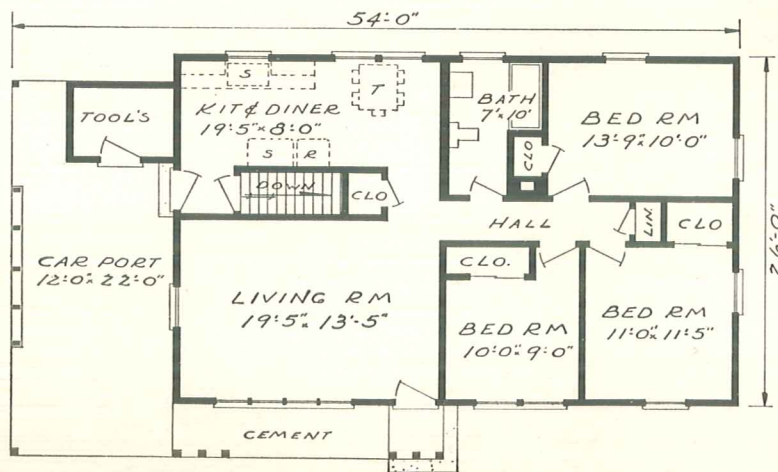 54'-0"
TOOL'S
S
T
KIT & DINER
19'-5" x 8'-0"
BATH
7' x 10'
BED RM
13'-9" x 10'-0"
S
R
CLO
DOWN
CLO
HALL
LIN.
CLO
CAR PORT
12'-0" x 22'-0"
LIVING RM
19'-5" x 13'-5"
CLO.
BED RM
10'-0" x 9'-0"
BED RM
11'-0" x 11'-5"
CEMENT